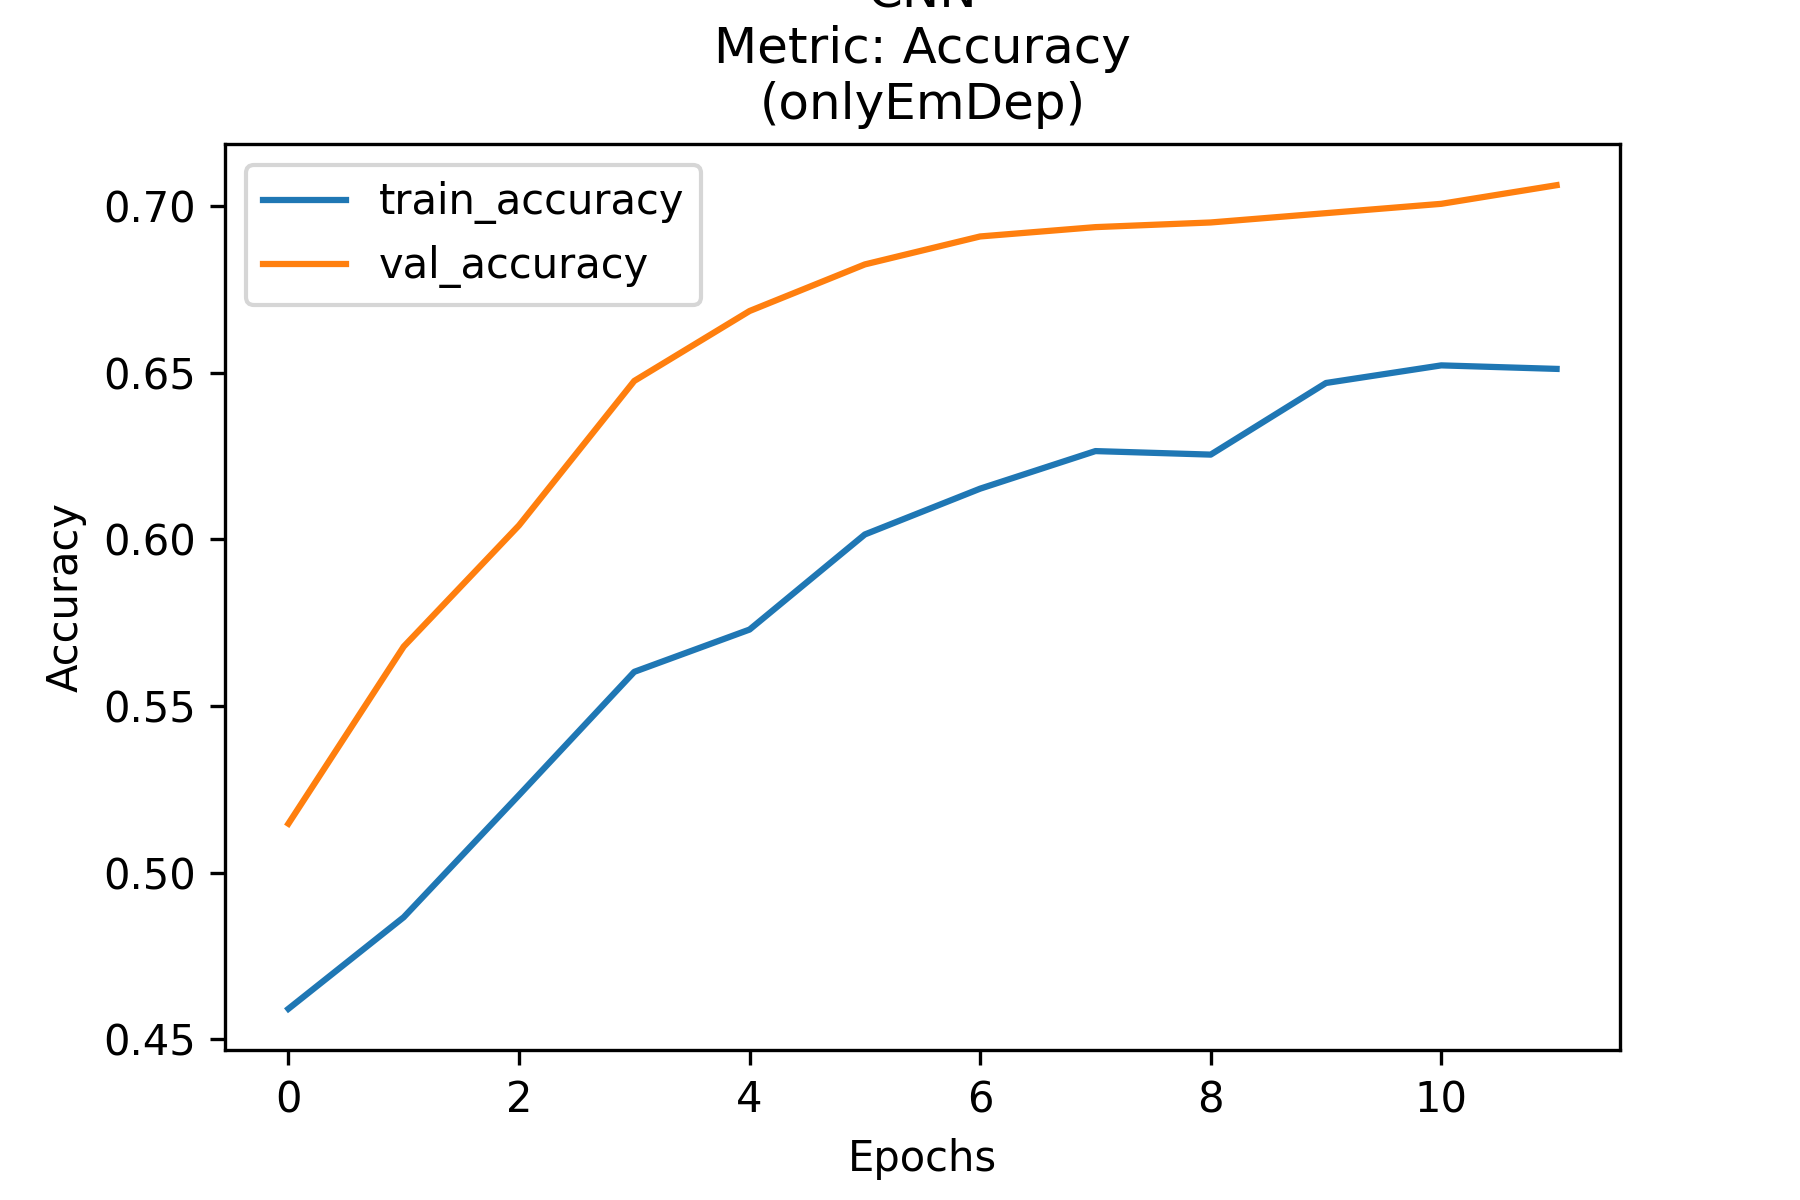 CNN
Metric: Accuracy
(onlyEmDep)
train_accuracy
val_accuracy
0.70
0.65
0.60
0.55
0.50
0.45
Accuracy
0 2 4 6 8 10
Epochs